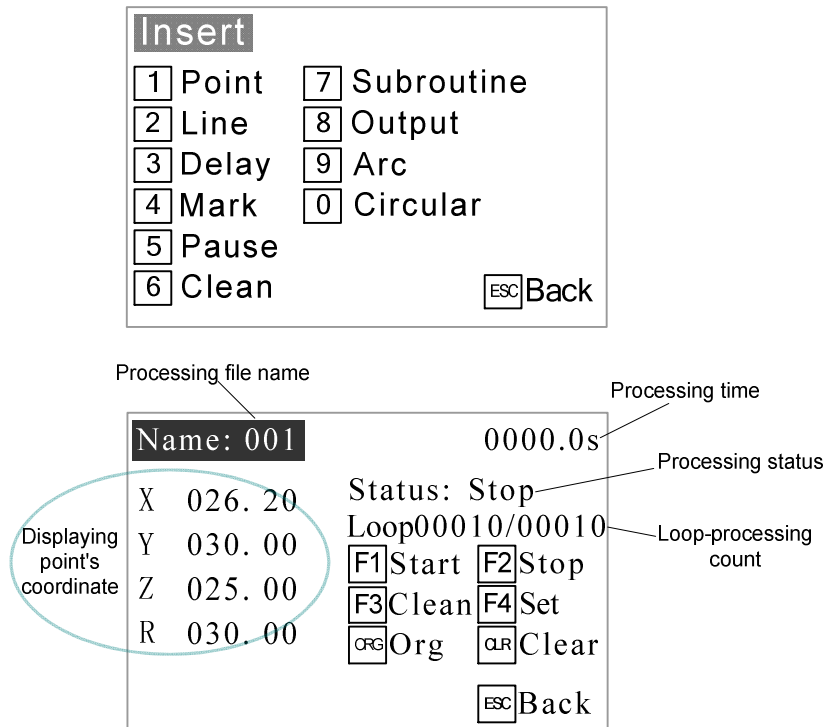 Insert
1 Point 7 Subroutine
2 Line 8 Output
3 Delay 9 Arc
4 Mark 0 Circular
5 Pause
6 Clean ESC Back
Processing file name
Processing time
Name: 001 0000.0s
Processing status
Status: Stop
X 026.20
Loop00010/00010
Loop-processing
count
Displaying
point's
coordinate
Y 030.00
F1 Start F2 Stop
Z 025.00
F3 Clean F4 Set
R 030.00
ORG Org CLR Clear
ESC Back